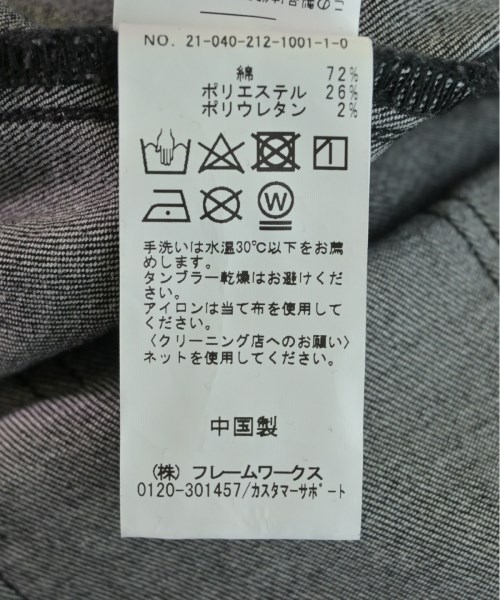 この製品は
NO. 21-040-212-1001-1-0
綿 72%
ポリエステル 26%
ポリウレタン 2%
W
手洗いは水温30℃以下をお薦
めします。
タンブラー乾燥はお避けくだ
さい。
アイロンは当て布を使用して
ください。
〈クリーニング店へのお願い〉
ネットを使用してください。
中国製
(株) フレームワークス
0120-301457/カスタマーサポート